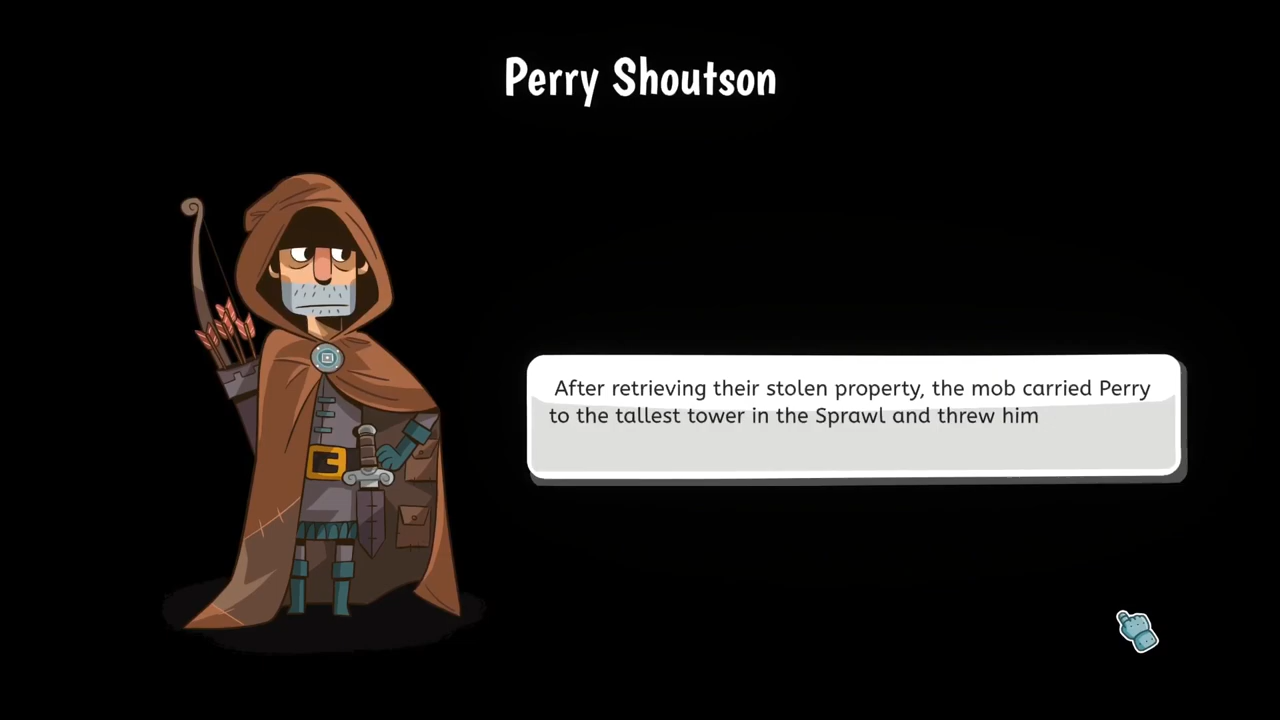 Perry Shoutson
After retrieving their stolen property, the mob carried Perry
to the tallest tower in the Sprawl and threw him